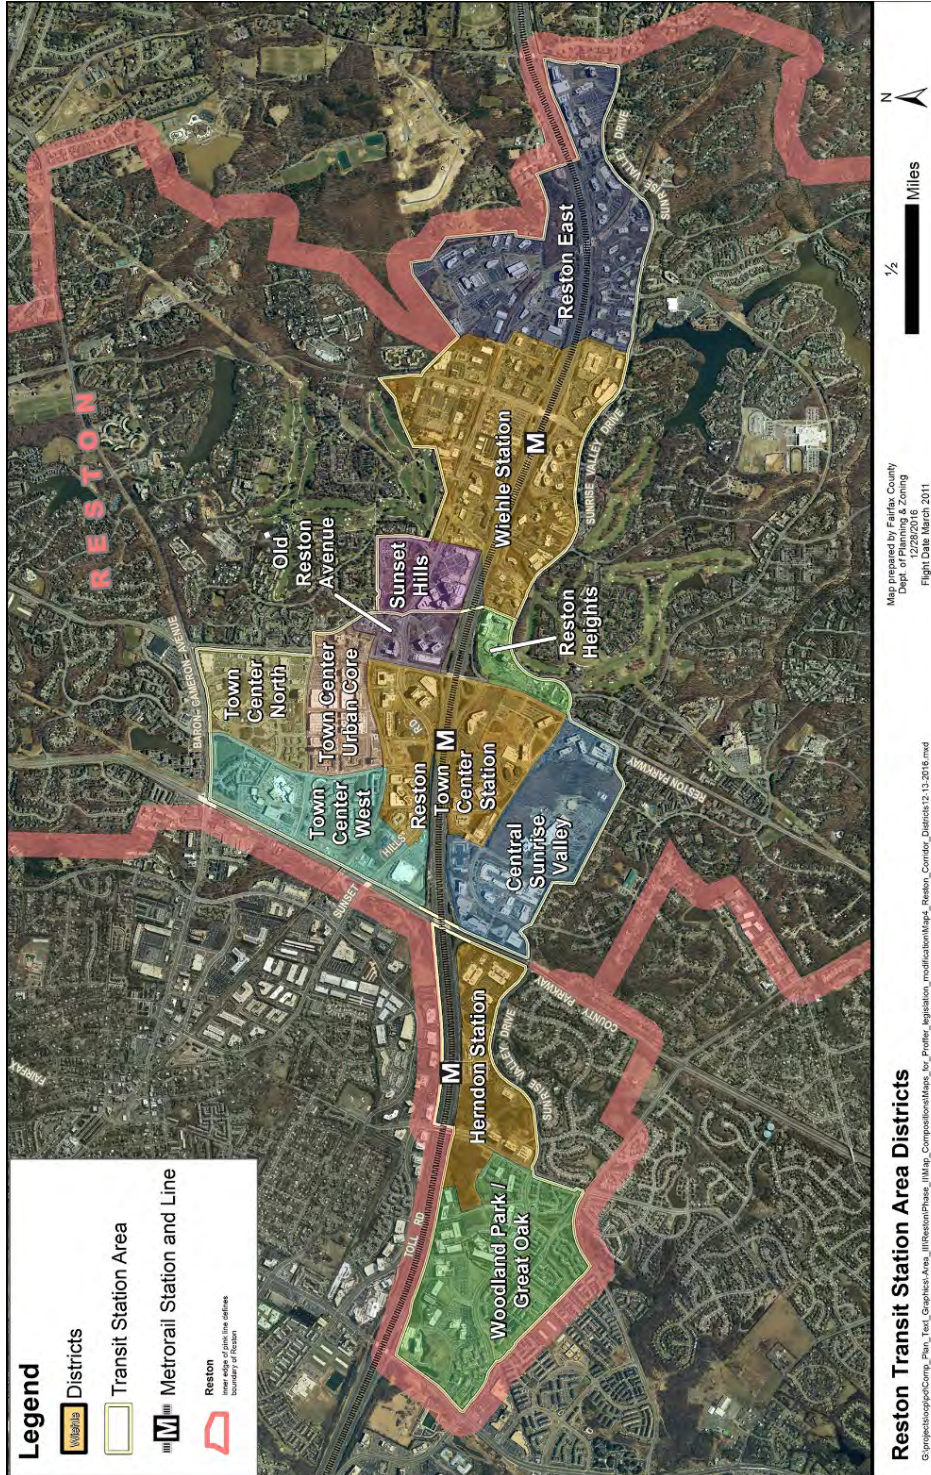 Legend
Wiehle
Districts
Transit Station Area
M
Metrorail Station and Line
Reston
Inner edge of pink line defines
boundary of Reston
RESTON
FAIRFAX
BARON CAMERON AVENUE
Town
Center
North
Town Center
Urban Core
Town
Center
West
Old
Reston
Avenue
Sunset
Hills
Wiehle Station
M
Reston East
SUNSET
HILLS
RD
Reston
Town
Center
Station
M
Reston
Heights
SUNRISE VALLEY DRIVE
SUNRISE VALLEY DRIVE
Central
Sunrise
Valley
RESTON PARKWAY
TOLL RD
M
Herndon Station
SUNRISE VALLEY DRIVE
COUNTY
PARKWAY
Woodland Park /
Great Oak
Reston Transit Station Area Districts
Map prepared by Fairfax County
Dept. of Planning & Zoning
12/28/2016
Flight Date March 2011
½
Miles
N